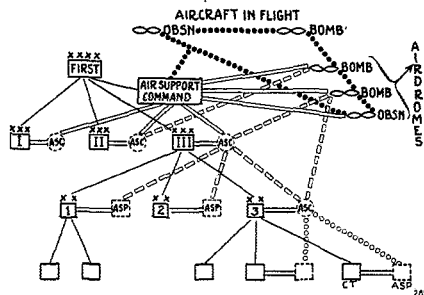 AIRCRAFT IN FLIGHT
OBSN BOMB'
XXXX
FIRST
AIR SUPPORT
COMMAND
BOMB
BOMB
OBSN
AIRDROMES
XXX XXX XXX
I ASC II ASC III ASC
XX XX XX
1 ASP 2 ASP 3 ASC
CT ASP